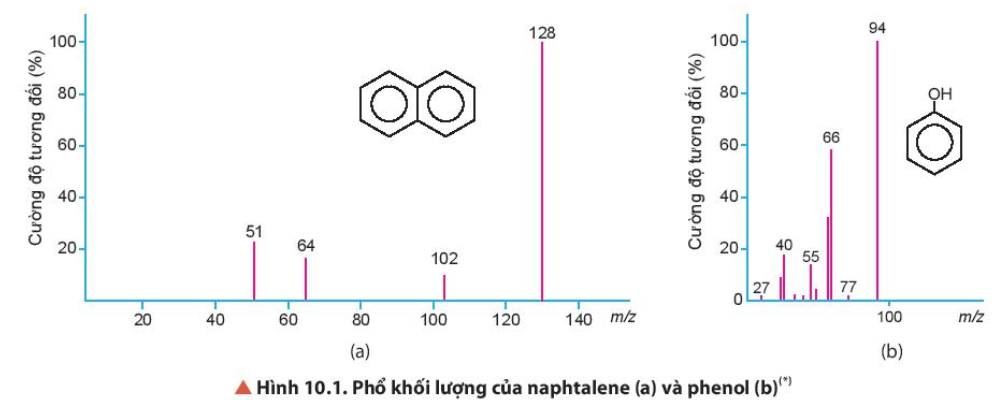 Cường độ tương đối (%)
100
80
60
40
20
51
64
102
128
20 40 60 80 100 120 140 m/z
(a)
Cường độ tương đối (%)
100
80
60
40
20
0
27
40
55
66
77
94
OH
100 m/z
(b)
▲ Hình 10.1. Phổ khối lượng của naphtalene (a) và phenol (b)(*)